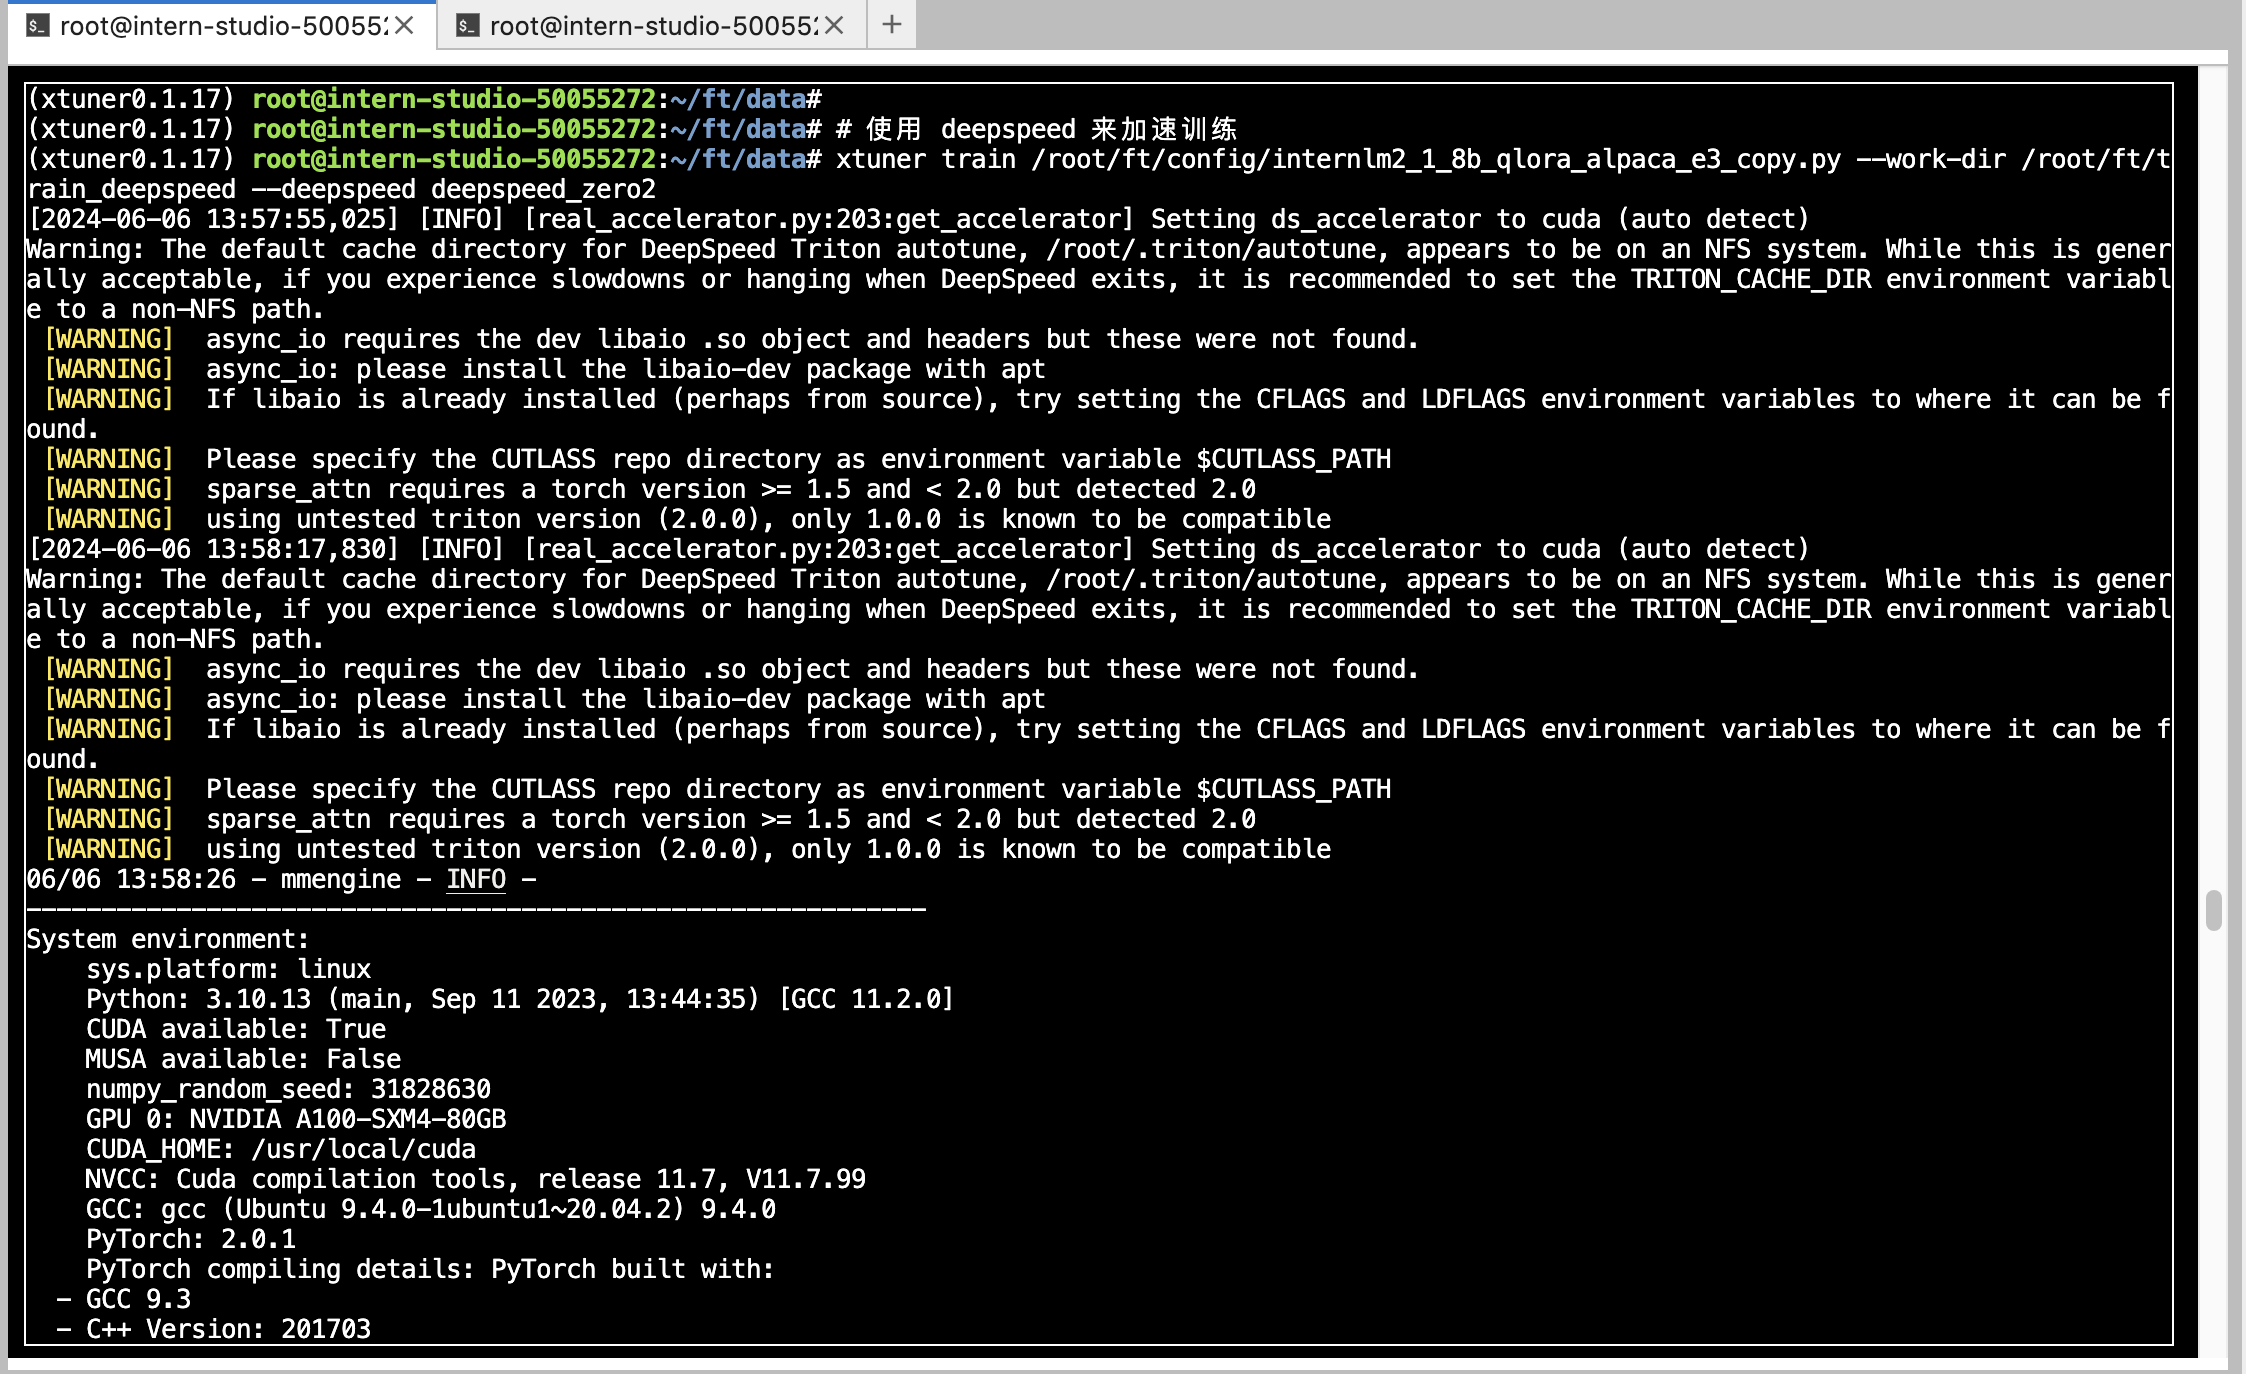 root@intern-studio-50055
root@intern-studio-50055
(xtuner0.1.17) root@intern-studio-50055272:~/ft/data#
(xtuner0.1.17) root@intern-studio-50055272:~/ft/data# # 使用 deepspeed 来加速训练
(xtuner0.1.17) root@intern-studio-50055272:~/ft/data# xtuner train /root/ft/config/internlm2_1_8b_qlora_alpaca_e3_copy.py --work-dir /root/ft/t
rain_deepspeed --deepspeed deepspeed_zero2
[2024-06-06 13:57:55,025] [INFO] [real_accelerator.py:203:get_accelerator] Setting ds_accelerator to cuda (auto detect)
Warning: The default cache directory for DeepSpeed Triton autotune, /root/.triton/autotune, appears to be on an NFS system. While this is gener
ally acceptable, if you experience slowdowns or hanging when DeepSpeed exits, it is recommended to set the TRITON_CACHE_DIR environment variabl
e to a non-NFS path.
[WARNING]  async_io requires the dev libaio .so object and headers but these were not found.
[WARNING]  async_io: please install the libaio-dev package with apt
[WARNING]  If libaio is already installed (perhaps from source), try setting the CFLAGS and LDFLAGS environment variables to where it can be f
ound.
[WARNING]  Please specify the CUTLASS repo directory as environment variable $CUTLASS_PATH
[WARNING]  sparse_attn requires a torch version >= 1.5 and < 2.0 but detected 2.0
[WARNING]  using untested triton version (2.0.0), only 1.0.0 is known to be compatible
[2024-06-06 13:58:17,830] [INFO] [real_accelerator.py:203:get_accelerator] Setting ds_accelerator to cuda (auto detect)
Warning: The default cache directory for DeepSpeed Triton autotune, /root/.triton/autotune, appears to be on an NFS system. While this is gener
ally acceptable, if you experience slowdowns or hanging when DeepSpeed exits, it is recommended to set the TRITON_CACHE_DIR environment variabl
e to a non-NFS path.
[WARNING]  async_io requires the dev libaio .so object and headers but these were not found.
[WARNING]  async_io: please install the libaio-dev package with apt
[WARNING]  If libaio is already installed (perhaps from source), try setting the CFLAGS and LDFLAGS environment variables to where it can be f
ound.
[WARNING]  Please specify the CUTLASS repo directory as environment variable $CUTLASS_PATH
[WARNING]  sparse_attn requires a torch version >= 1.5 and < 2.0 but detected 2.0
[WARNING]  using untested triton version (2.0.0), only 1.0.0 is known to be compatible
06/06 13:58:26 - mmengine - INFO -
------------------------------------------------------------
System environment:
    sys.platform: linux
    Python: 3.10.13 (main, Sep 11 2023, 13:44:35) [GCC 11.2.0]
    CUDA available: True
    MUSA available: False
    numpy_random_seed: 31828630
    GPU 0: NVIDIA A100-SXM4-80GB
    CUDA_HOME: /usr/local/cuda
    NVCC: Cuda compilation tools, release 11.7, V11.7.99
    GCC: gcc (Ubuntu 9.4.0-1ubuntu1~20.04.2) 9.4.0
    PyTorch: 2.0.1
    PyTorch compiling details: PyTorch built with:
  - GCC 9.3
  - C++ Version: 201703